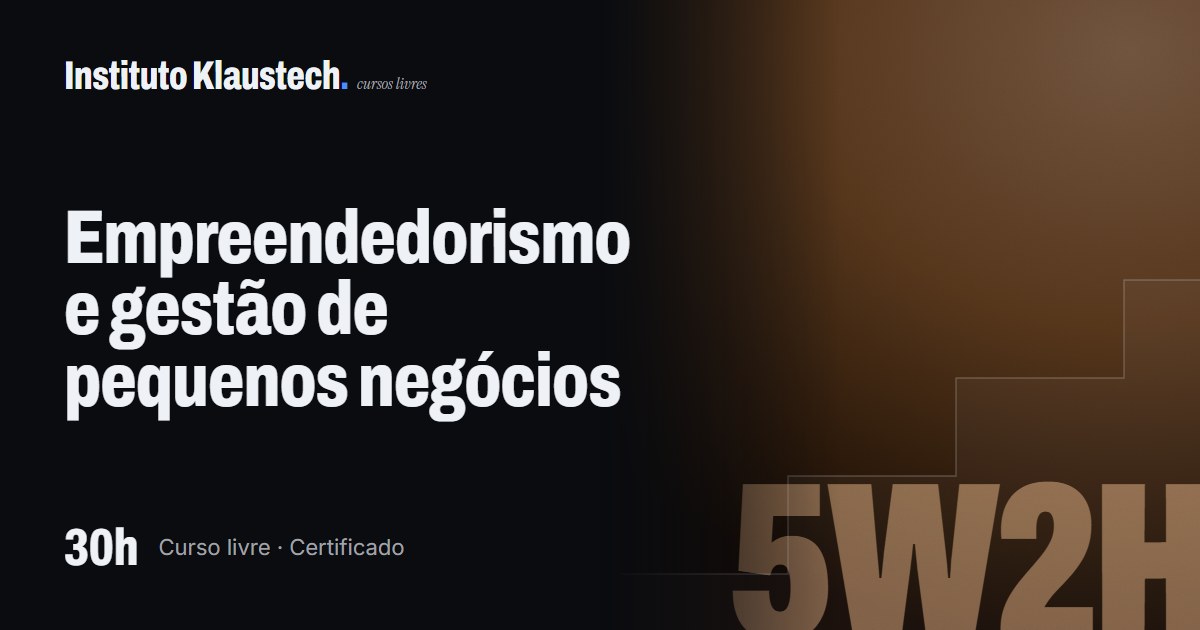 Instituto Klaustech. cursos livres
Empreendedorismo
e gestão de
pequenos negócios
30h Curso livre · Certificado
5W2H